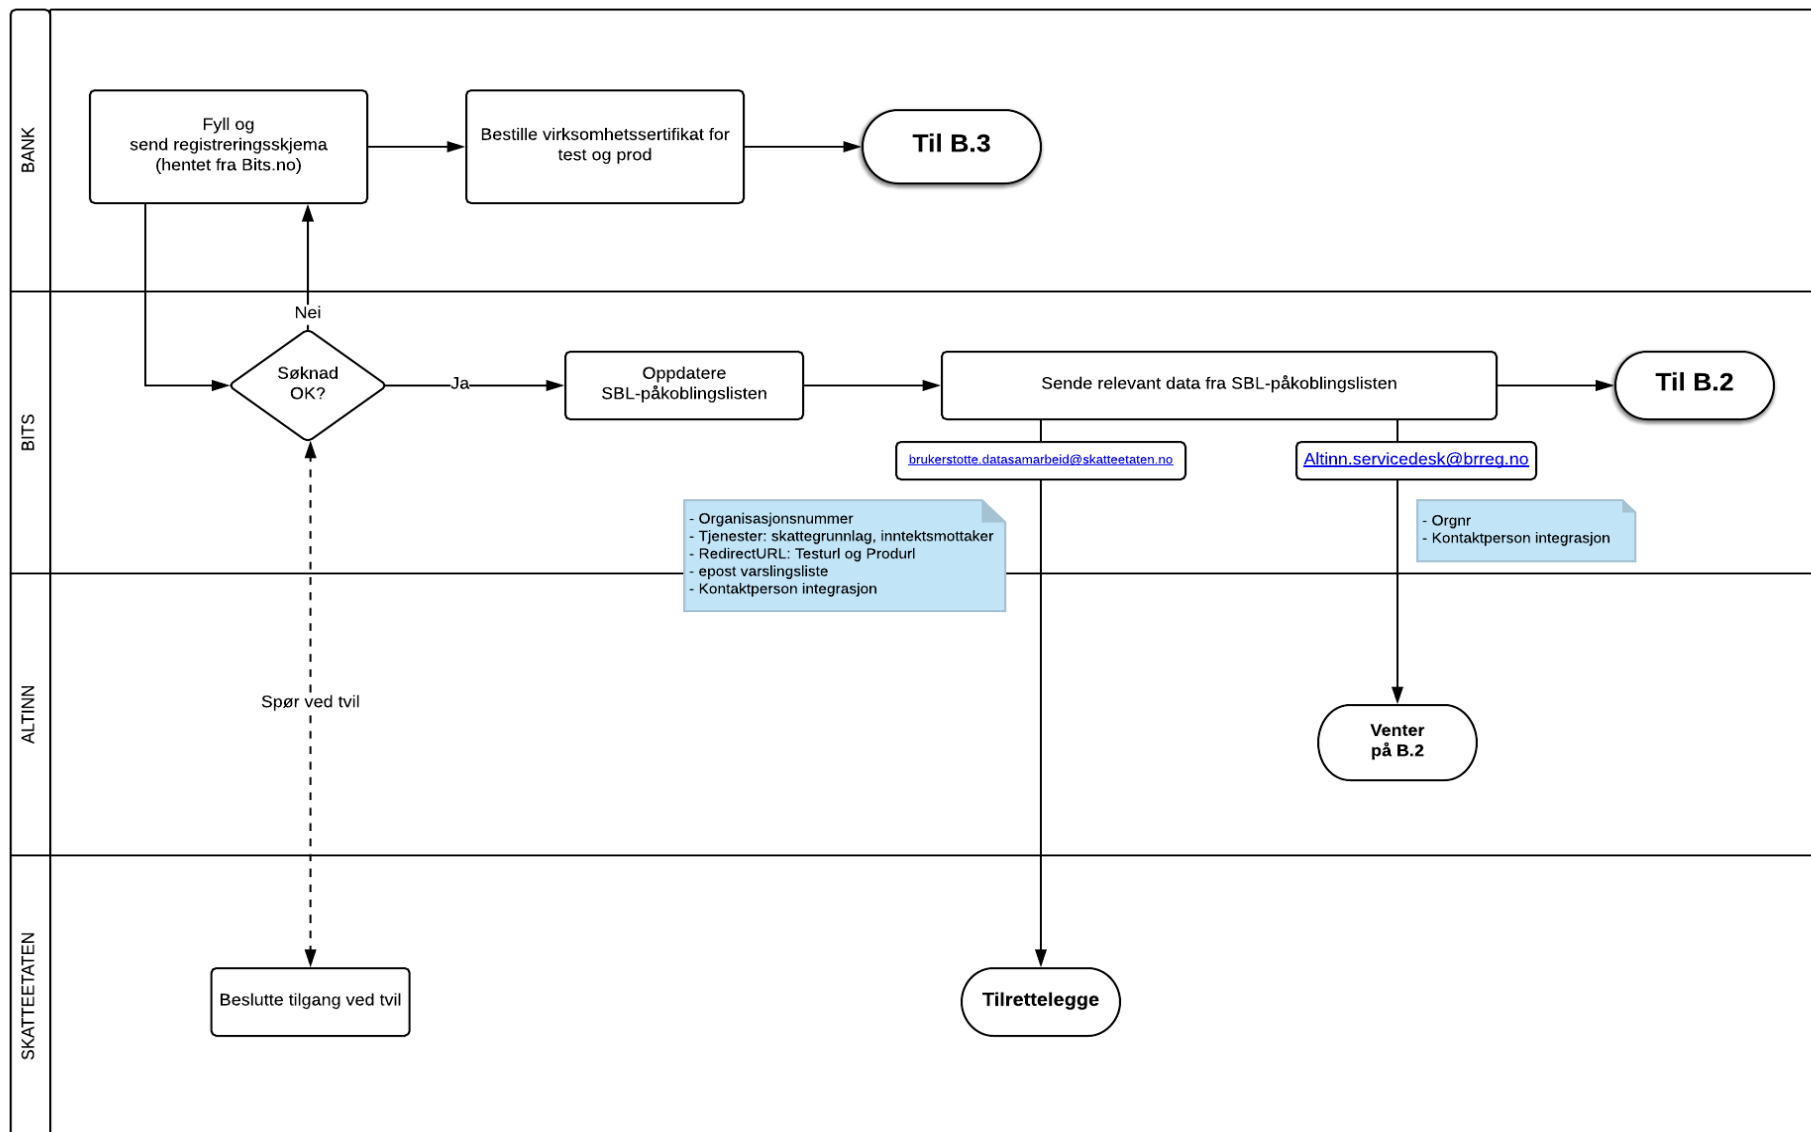 BANK
Fyll og
send registreringsskjema
(hentet fra Bits.no)
Bestille virksomhetssertifikat for
test og prod
Til B.3
BITS
Nei
Søknad
OK?
Ja
Oppdatere
SBL-påkoblingslisten
Sende relevant data fra SBL-påkoblingslisten
Til B.2
brukerstotte.datasamarbeid@skatteetaten.no
Altinn.servicedesk@brreg.no
- Organisasjonsnummer
- Tjenester: skattegrunnlag, inntektsmottaker
- RedirectURL: Testurl og Produrl
- epost varslingsliste
- Kontaktperson integrasjon
- Orgnr
- Kontaktperson integrasjon
ALTINN
Spør ved tvil
Venter
på B.2
SKATTEETATEN
Beslutte tilgang ved tvil
Tilrettelegge